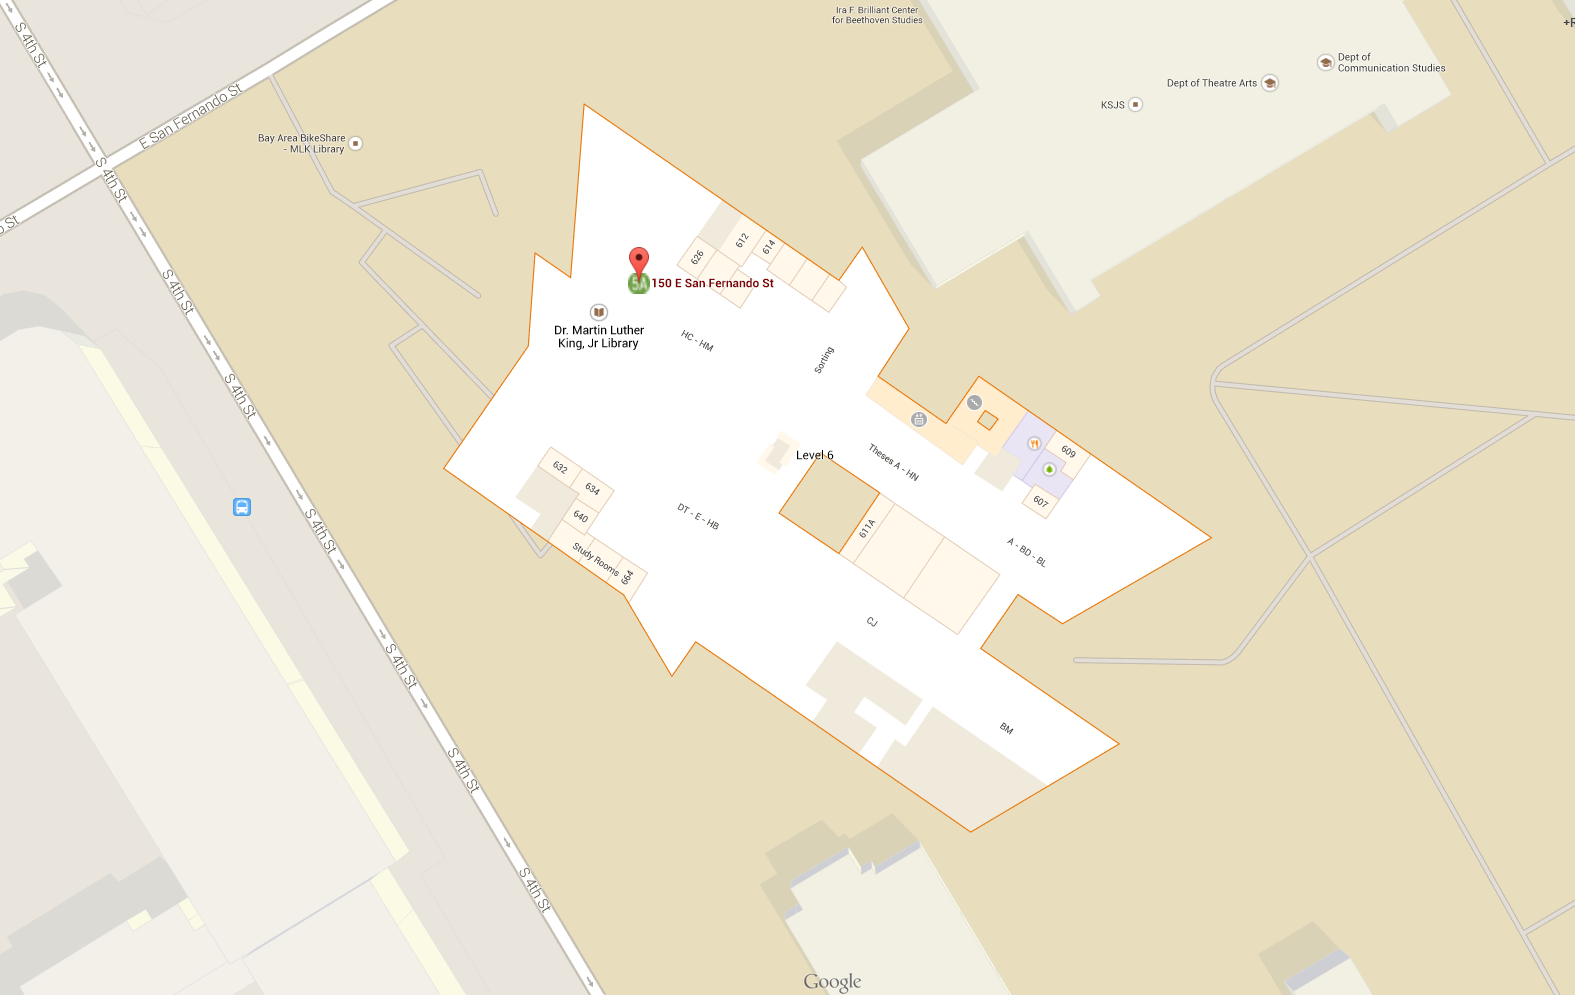 Ira F. Brilliant Center
for Beethoven Studies
S 4th St
Dept of
Communication Studies
Dept of Theatre Arts
KSJS
E San Fernando St
Bay Area BikeShare
- MLK Library
S 4th St
St
612
614
626
150 E San Fernando St
S 4th St
Dr. Martin Luther
King, Jr Library
HC - HM
Sorting
S 4th St
Level 6
Theses A - HN
609
632
634
607
640
DT - E - HB
611A
S 4th St
A - BD - BL
Study Rooms
664
CJ
S 4th St
BM
S 4th St
S 4th St
Google